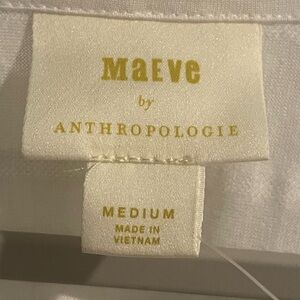 MaEve
by
ANTHROPOLOGIE
MEDIUM
MADE IN
VIETNAM